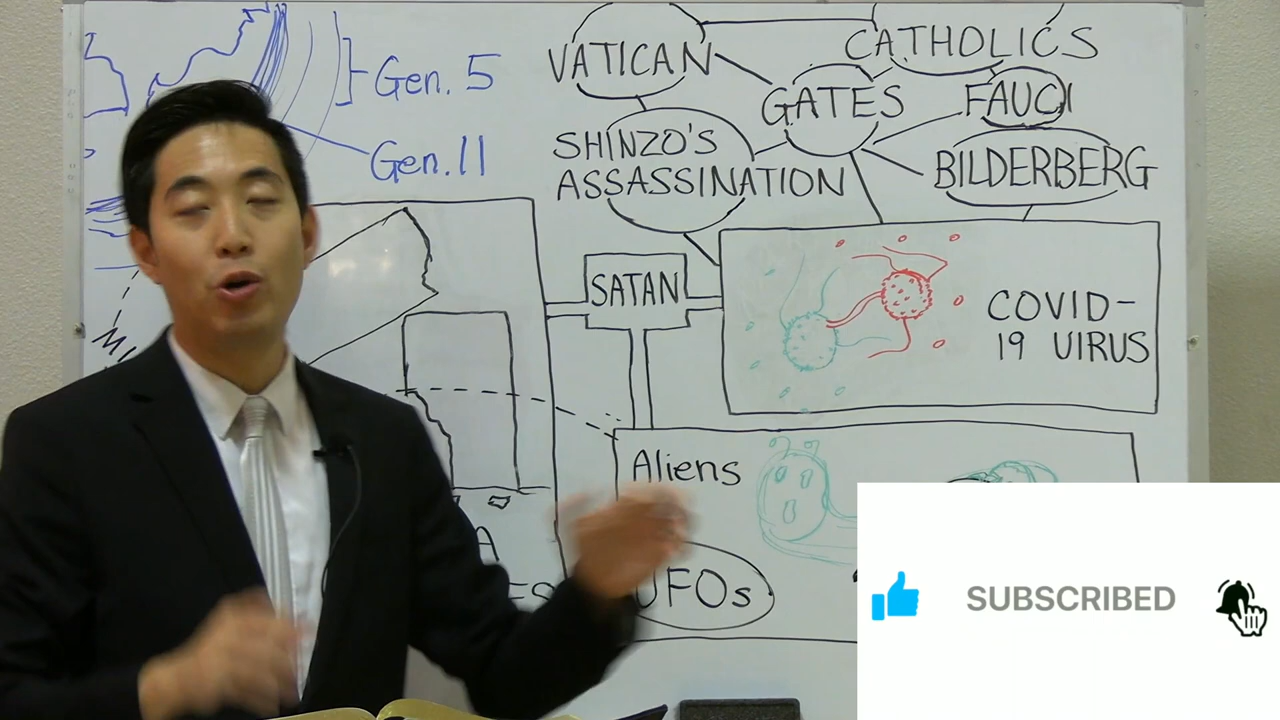 Gen. 5
Gen. 11
VATICAN
CATHOLICS
GATES
FAUCI
SHINZO'S
ASSASSINATION
BILDERBERG
SATAN
COVID-
19 VIRUS
Aliens
UFOs
SUBSCRIBED